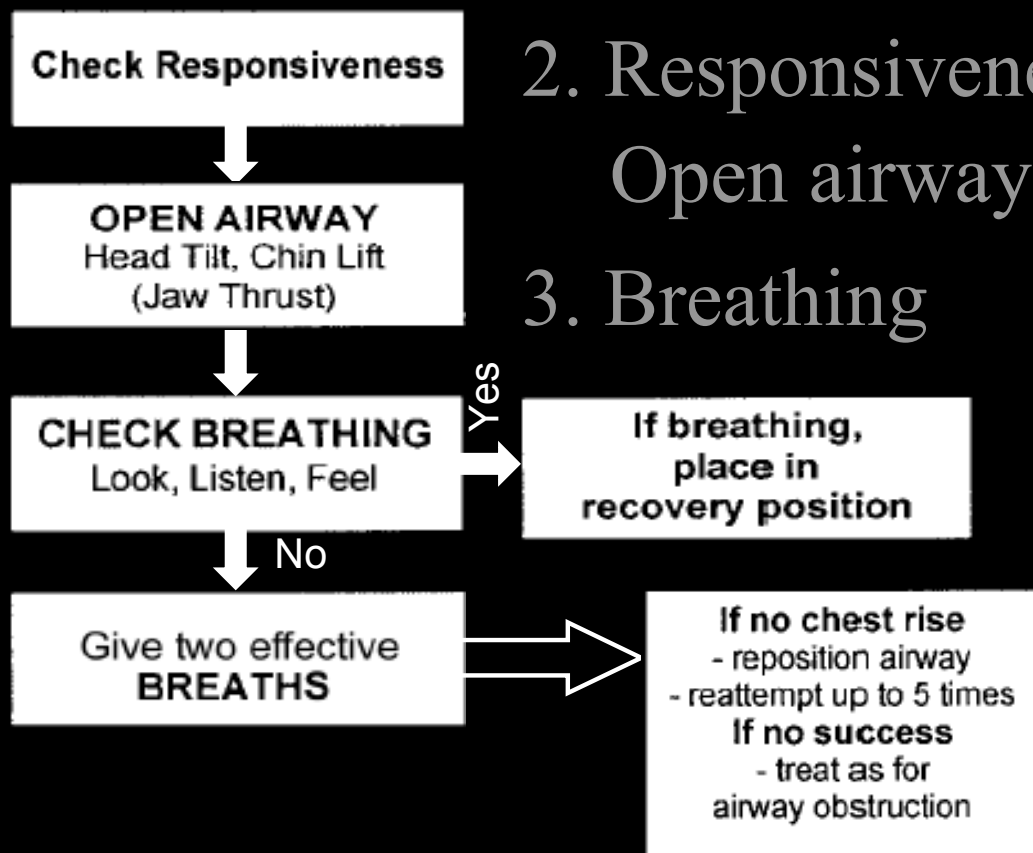 Check Responsiveness
2. Responsivene
Open airway
OPEN AIRWAY
Head Tilt, Chin Lift
(Jaw Thrust)
3. Breathing
CHECK BREATHING
Look, Listen, Feel
Yes
If breathing,
place in
recovery position
No
Give two effective
BREATHS
If no chest rise
- reposition airway
- reattempt up to 5 times
If no success
- treat as for
airway obstruction